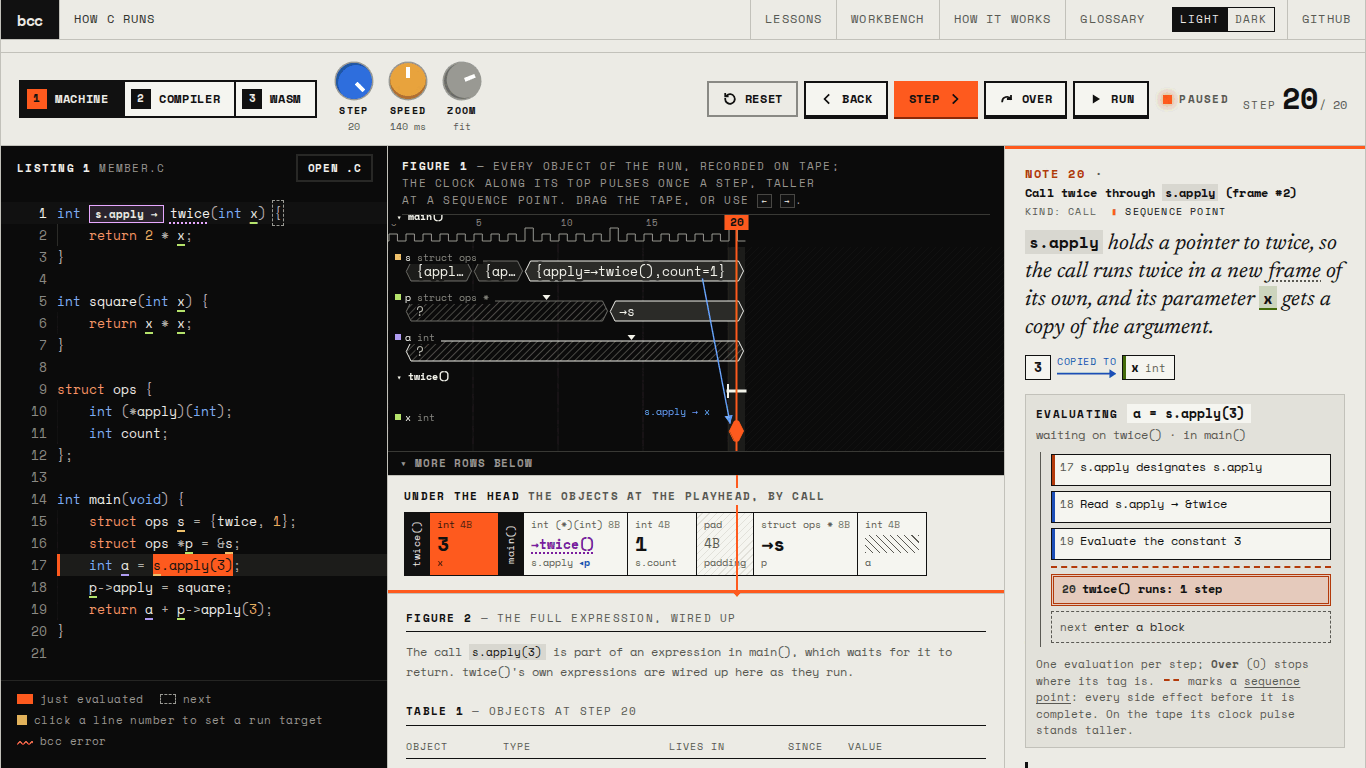 bcc HOW C RUNS LESSONS WORKBENCH HOW IT WORKS GLOSSARY LIGHT DARK GITHUB
1 MACHINE 2 COMPILER 3 WASM
STEP SPEED ZOOM
20 140 ms fit
RESET BACK STEP OVER RUN PAUSED STEP 20 / 20
LISTING 1 MEMBER.C OPEN .C
1 int s.apply → twice(int x) {
2 return 2 * x;
3 }
4
5 int square(int x) {
6 return x * x;
7 }
8
9 struct ops {
10 int (*apply)(int);
11 int count;
12 };
13
14 int main(void) {
15 struct ops s = {twice, 1};
16 struct ops *p = &s;
17 int a = s.apply(3);
18 p->apply = square;
19 return a + p->apply(3);
20 }
21
just evaluated next
click a line number to set a run target
bcc error
FIGURE 1 — EVERY OBJECT OF THE RUN, RECORDED ON TAPE;
THE CLOCK ALONG ITS TOP PULSES ONCE A STEP, TALLER
AT A SEQUENCE POINT. DRAG THE TAPE, OR USE ← → .
main()
5 10 15 20
s struct ops
{appl… {ap… {apply=→twice(),count=1}
p struct ops *
? →s
a int
?
twice()
s.apply → x
x int
▾ MORE ROWS BELOW
UNDER THE HEAD THE OBJECTS AT THE PLAYHEAD, BY CALL
twice()
int 4B
3
x
main()
int (*)(int) 8B
→twice()
s.apply ◂p
int 4B
1
s.count
pad
4B
padding
struct ops * 8B
→s
p
int 4B
a
FIGURE 2 — THE FULL EXPRESSION, WIRED UP
The call s.apply(3) is part of an expression in main(), which waits for it to
return. twice()'s own expressions are wired up here as they run.
TABLE 1 — OBJECTS AT STEP 20
OBJECT TYPE LIVES IN SINCE VALUE
NOTE 20 ·
Call twice through s.apply (frame #2)
KIND: CALL SEQUENCE POINT
s.apply holds a pointer to twice, so
the call runs twice in a new frame of
its own, and its parameter x gets a
copy of the argument.
3 COPIED TO x int
EVALUATING a = s.apply(3)
waiting on twice() · in main()
17 s.apply designates s.apply
18 Read s.apply → &twice
19 Evaluate the constant 3
20 twice() runs: 1 step
next enter a block
One evaluation per step; Over (O) stops
where its tag is. marks a sequence
point: every side effect before it is
complete. On the tape its clock pulse
stands taller.